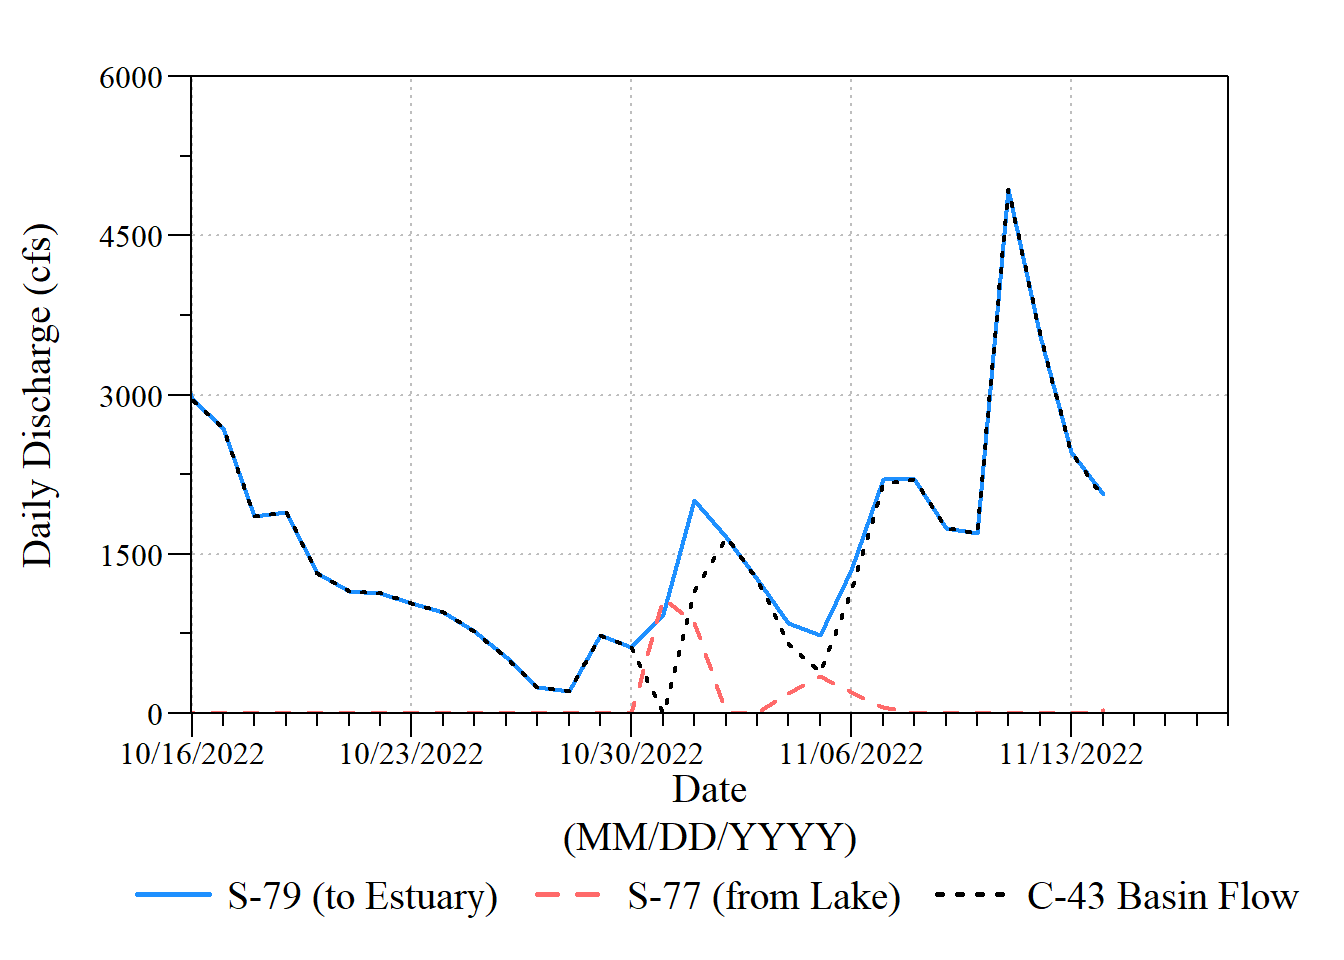 6000
4500
3000
1500
0
Daily Discharge (cfs)
10/16/2022 10/23/2022 10/30/2022 11/06/2022 11/13/2022
Date
(MM/DD/YYYY)
S-79 (to Estuary) S-77 (from Lake) C-43 Basin Flow